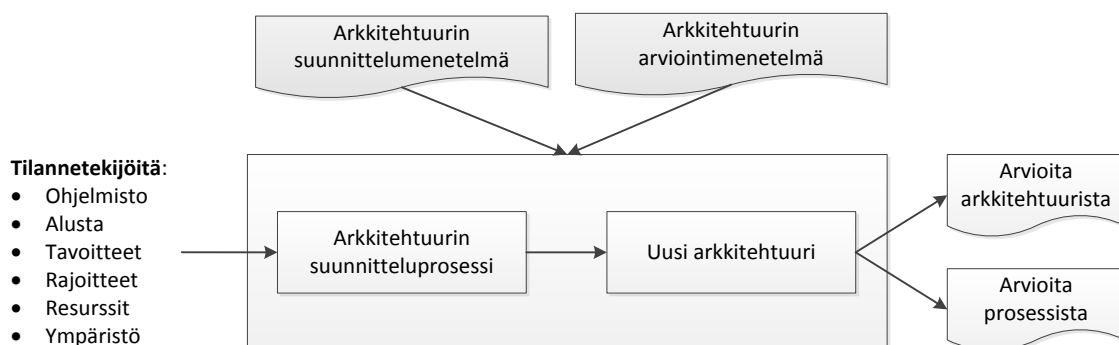 Arkkitehtuurin
suunnittelumenetelmä
Arkkitehtuurin
arviointimenetelmä
Tilannetekijöitä:
• Ohjelmisto
• Alusta
• Tavoitteet
• Rajoitteet
• Resurssit
• Ympäristö
Arkkitehtuurin
suunnitteluprosessi
Uusi arkkitehtuuri
Arvioita
arkkitehtuurista
Arvioita
prosessista